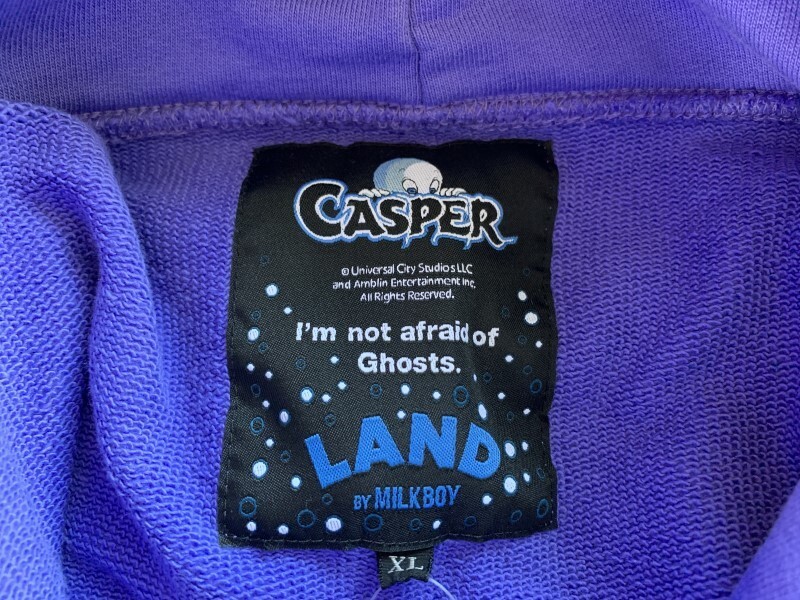 CASPER
© Universal City Studios LLC
and Amblin Entertainment Inc.
All Rights Reserved.
I'm not afraid of
Ghosts.
LAND
BY MILKBOY
XL